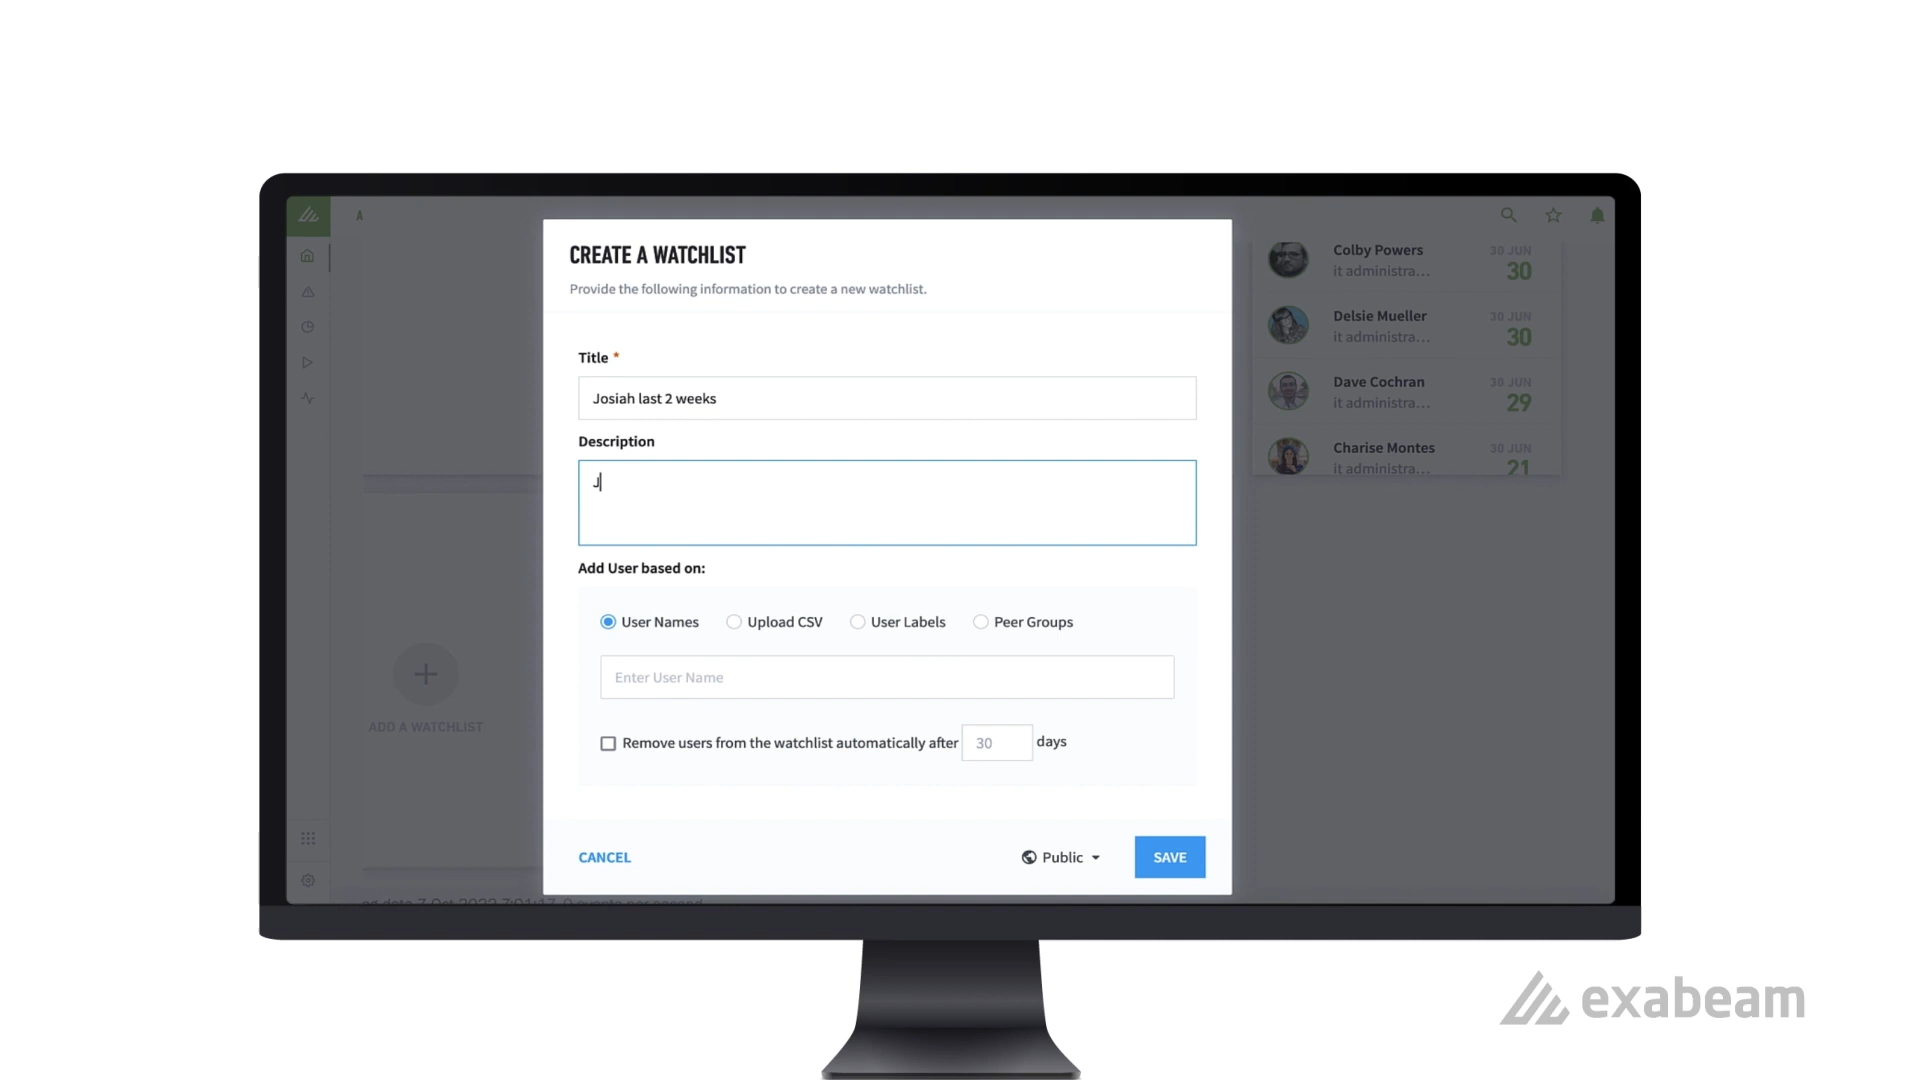 A
CREATE A WATCHLIST
Provide the following information to create a new watchlist.
Title *
Josiah last 2 weeks
Description
J
Add User based on:
User Names
Upload CSV
User Labels
Peer Groups
Enter User Name
Remove users from the watchlist automatically after 30 days
CANCEL
Public
SAVE
ADD A WATCHLIST
Colby Powers
30 JUN
it administra...
30
Delsie Mueller
30 JUN
it administra...
30
Dave Cochran
30 JUN
it administra...
29
Charise Montes
30 JUN
it administra...
21
exabeam